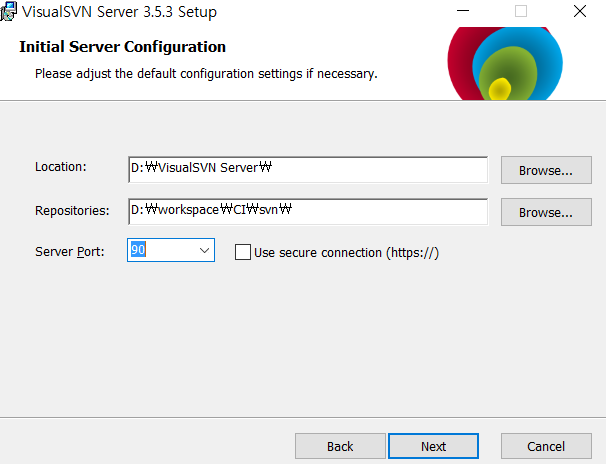 VisualSVN Server 3.5.3 Setup
Initial Server Configuration
Please adjust the default configuration settings if necessary.
Location: D:₩VisualSVN Server₩ Browse...
Repositories: D:₩workspace₩CI₩svn₩ Browse...
Server Port: 90 Use secure connection (https://)
Back Next Cancel